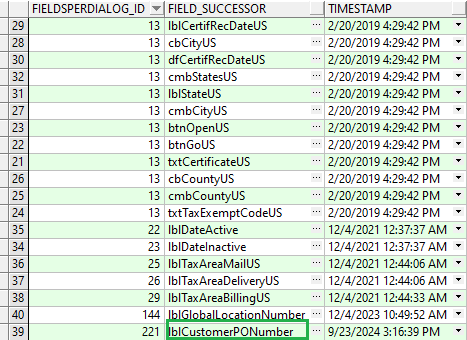 FIELDSPERDIALOG_ID FIELD_SUCCESSOR TIMESTAMP
29 13 lblCertifRecDateUS ... 2/20/2019 4:29:42 PM
28 13 cbCityUS ... 2/20/2019 4:29:42 PM
30 13 dfCertifRecDateUS ... 2/20/2019 4:29:42 PM
32 13 cmbStatesUS ... 2/20/2019 4:29:42 PM
31 13 lblStateUS ... 2/20/2019 4:29:42 PM
27 13 cmbCityUS ... 2/20/2019 4:29:42 PM
23 13 btnOpenUS ... 2/20/2019 4:29:42 PM
22 13 btnGoUS ... 2/20/2019 4:29:42 PM
21 13 txtCertificateUS ... 2/20/2019 4:29:42 PM
26 13 cbCountyUS ... 2/20/2019 4:29:42 PM
25 13 cmbCountyUS ... 2/20/2019 4:29:42 PM
24 13 txtTaxExemptCodeUS ... 2/20/2019 4:29:42 PM
35 22 lblDateActive ... 12/4/2021 12:37:37 AM
34 23 lblDateInactive ... 12/4/2021 12:37:37 AM
36 25 lblTaxAreaMailUS ... 12/4/2021 12:44:06 AM
37 26 lblTaxAreaDeliveryUS ... 12/4/2021 12:44:06 AM
38 29 lblTaxAreaBillingUS ... 12/4/2021 12:44:33 AM
40 144 lblGlobalLocationNumber ... 12/4/2023 10:49:52 AM
39 221 lblCustomerPONumber ... 9/23/2024 3:16:39 PM